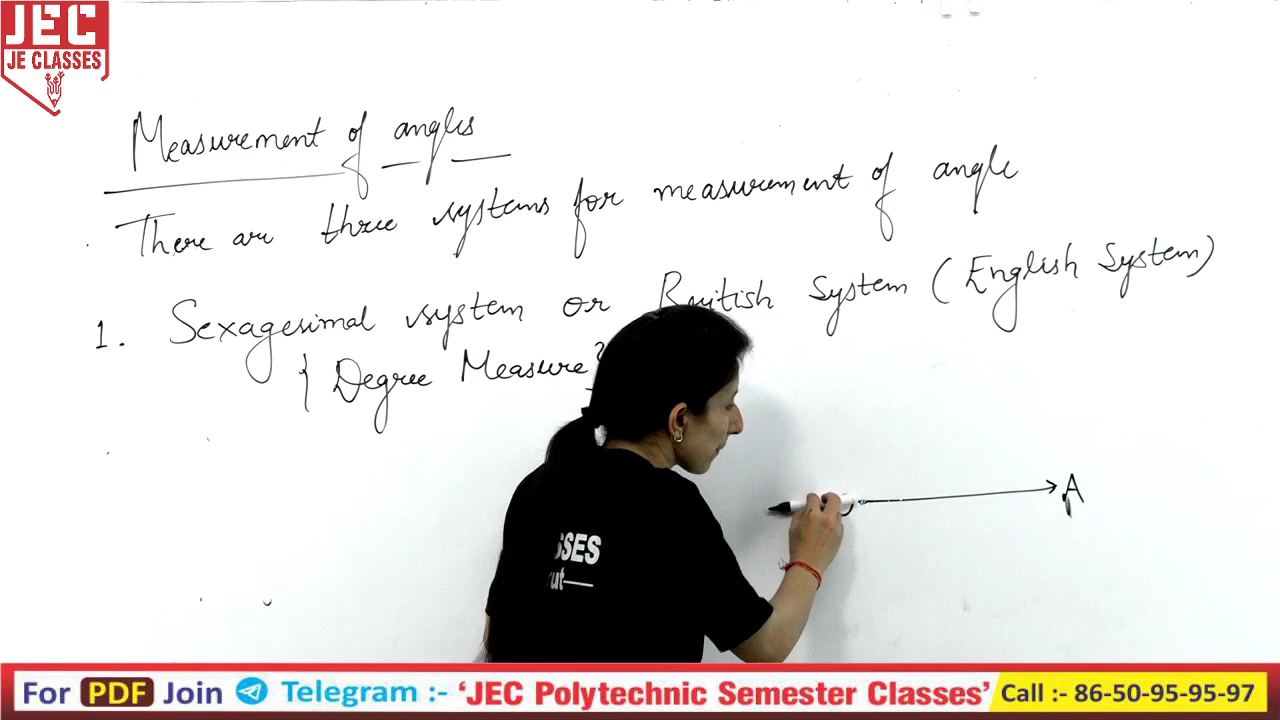 JEC
JE CLASSES
Measurement of angles
There are three systems for measurement of angle
1. Sexagesimal system or British System (English System)
{ Degree Measure }
A
SSES
rut—
For PDF Join Telegram :- ‘JEC Polytechnic Semester Classes’ Call :- 86-50-95-95-97